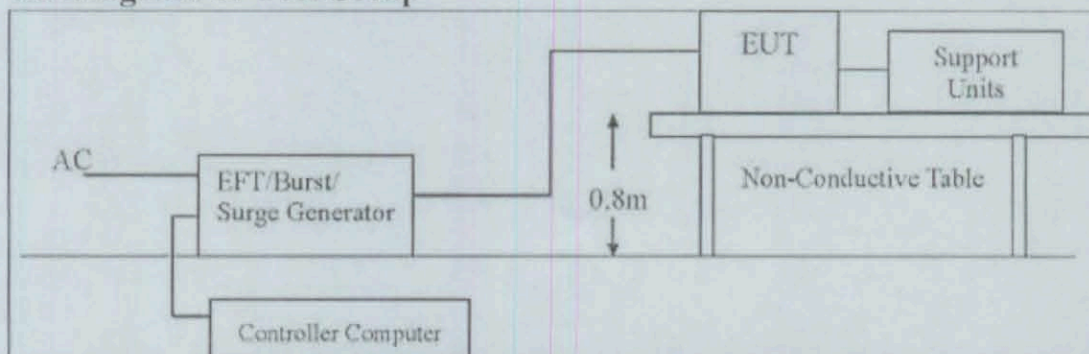 EUT
Support
Units
AC
EFT/Burst/
Surge Generator
0.8m
Non-Conductive Table
Controller Computer